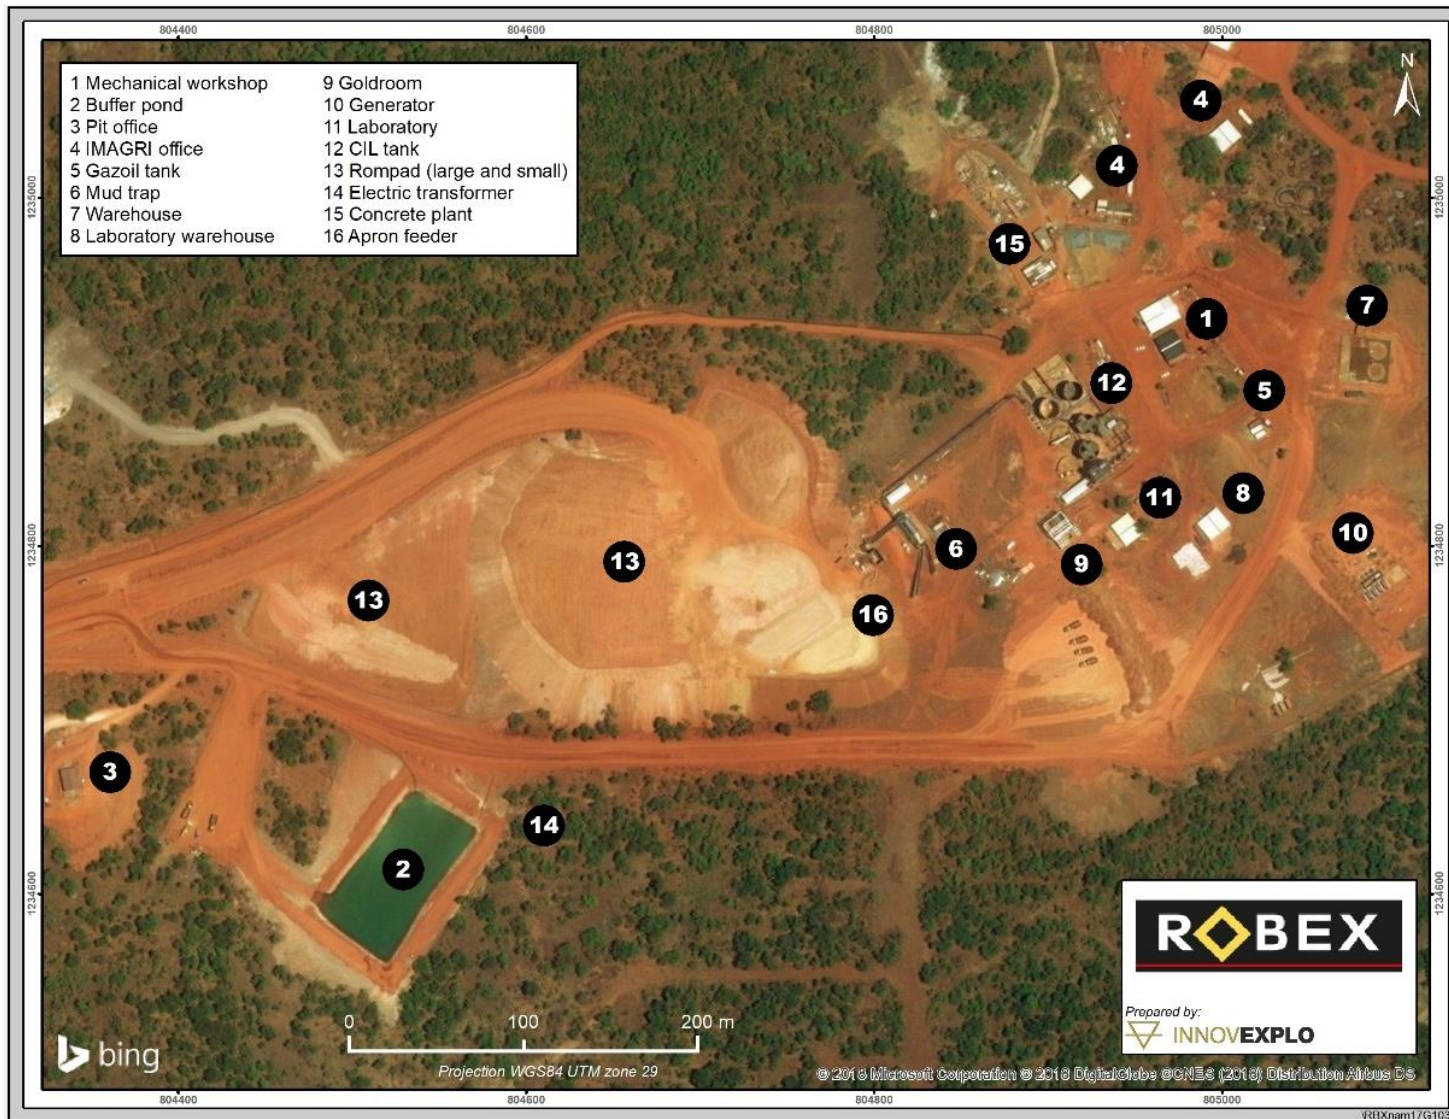 804400 804600 804800 805000
1 Mechanical workshop
2 Buffer pond
3 Pit office
4 IMAGRI office
5 Gazoil tank
6 Mud trap
7 Warehouse
8 Laboratory warehouse
9 Goldroom
10 Generator
11 Laboratory
12 CIL tank
13 Rompad (large and small)
14 Electric transformer
15 Concrete plant
16 Apron feeder
N
4
4
1235000
1235000
15
7
1
12
5
11
8
10
6
9
1234800
1234800
13
13
16
3
14
2
1234600
1234600
ROBEX
Prepared by:
INNOVEXPLO
0 100 200 m
Projection WGS84 UTM zone 29
bing
© 2018 Microsoft Corporation © 2018 DigitalGlobe ©CNES (2018) Distribution Airbus DS
804400 804600 804800 805000
\RBXnam17G103